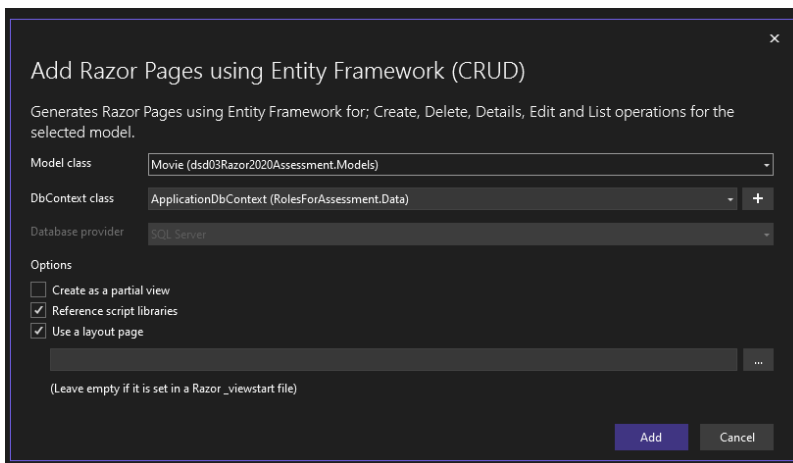 Add Razor Pages using Entity Framework (CRUD)
Generates Razor Pages using Entity Framework for; Create, Delete, Details, Edit and List operations for the
selected model.
Model class
Movie (dsd03Razor2020Assessment.Models)
DbContext class
ApplicationDbContext (RolesForAssessment.Data)
+
Database provider
SQL Server
Options
Create as a partial view
Reference script libraries
Use a layout page
...
(Leave empty if it is set in a Razor _viewstart file)
Add
Cancel